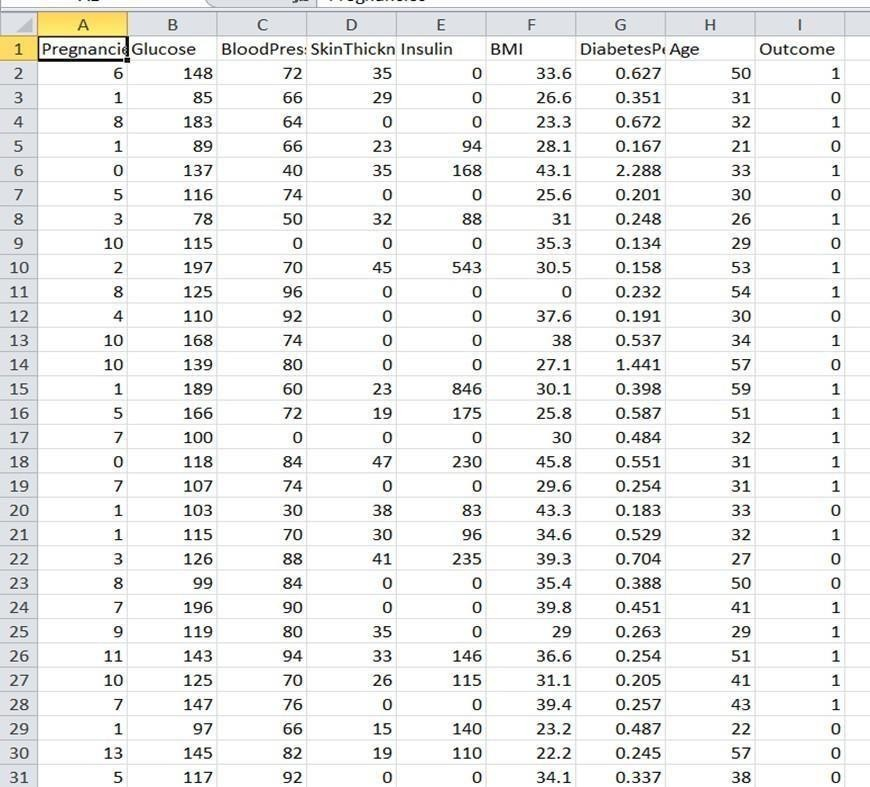 A B C D E F G H I
1 Pregnancie Glucose BloodPres SkinThickn Insulin BMI DiabetesPe Age Outcome
2 6 148 72 35 0 33.6 0.627 50 1
3 1 85 66 29 0 26.6 0.351 31 0
4 8 183 64 0 0 23.3 0.672 32 1
5 1 89 66 23 94 28.1 0.167 21 0
6 0 137 40 35 168 43.1 2.288 33 1
7 5 116 74 0 0 25.6 0.201 30 0
8 3 78 50 32 88 31 0.248 26 1
9 10 115 0 0 0 35.3 0.134 29 0
10 2 197 70 45 543 30.5 0.158 53 1
11 8 125 96 0 0 0 0.232 54 1
12 4 110 92 0 0 37.6 0.191 30 0
13 10 168 74 0 0 38 0.537 34 1
14 10 139 80 0 0 27.1 1.441 57 0
15 1 189 60 23 846 30.1 0.398 59 1
16 5 166 72 19 175 25.8 0.587 51 1
17 7 100 0 0 0 30 0.484 32 1
18 0 118 84 47 230 45.8 0.551 31 1
19 7 107 74 0 0 29.6 0.254 31 1
20 1 103 30 38 83 43.3 0.183 33 0
21 1 115 70 30 96 34.6 0.529 32 1
22 3 126 88 41 235 39.3 0.704 27 0
23 8 99 84 0 0 35.4 0.388 50 0
24 7 196 90 0 0 39.8 0.451 41 1
25 9 119 80 35 0 29 0.263 29 1
26 11 143 94 33 146 36.6 0.254 51 1
27 10 125 70 26 115 31.1 0.205 41 1
28 7 147 76 0 0 39.4 0.257 43 1
29 1 97 66 15 140 23.2 0.487 22 0
30 13 145 82 19 110 22.2 0.245 57 0
31 5 117 92 0 0 34.1 0.337 38 0